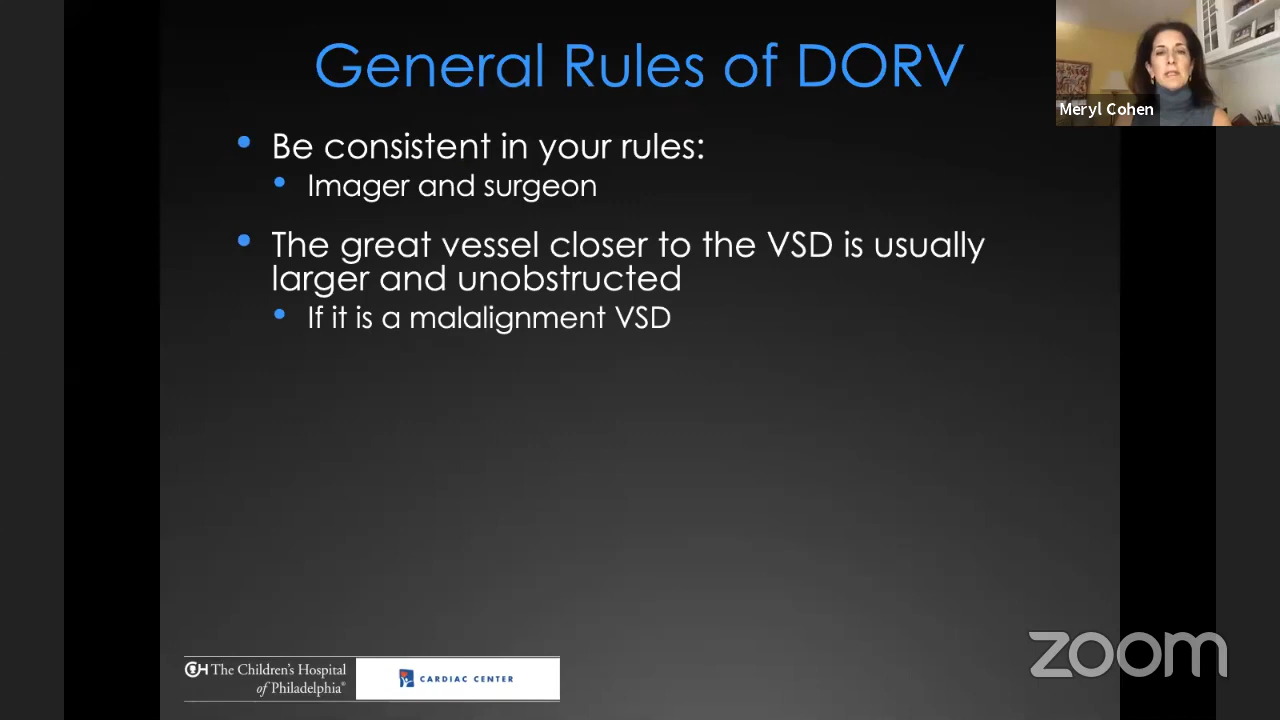 General Rules of DORV
Meryl Cohen
Be consistent in your rules:
Imager and surgeon
The great vessel closer to the VSD is usually
larger and unobstructed
If it is a malalignment VSD
The Children's Hospital
of Philadelphia®
CARDIAC CENTER
zoom